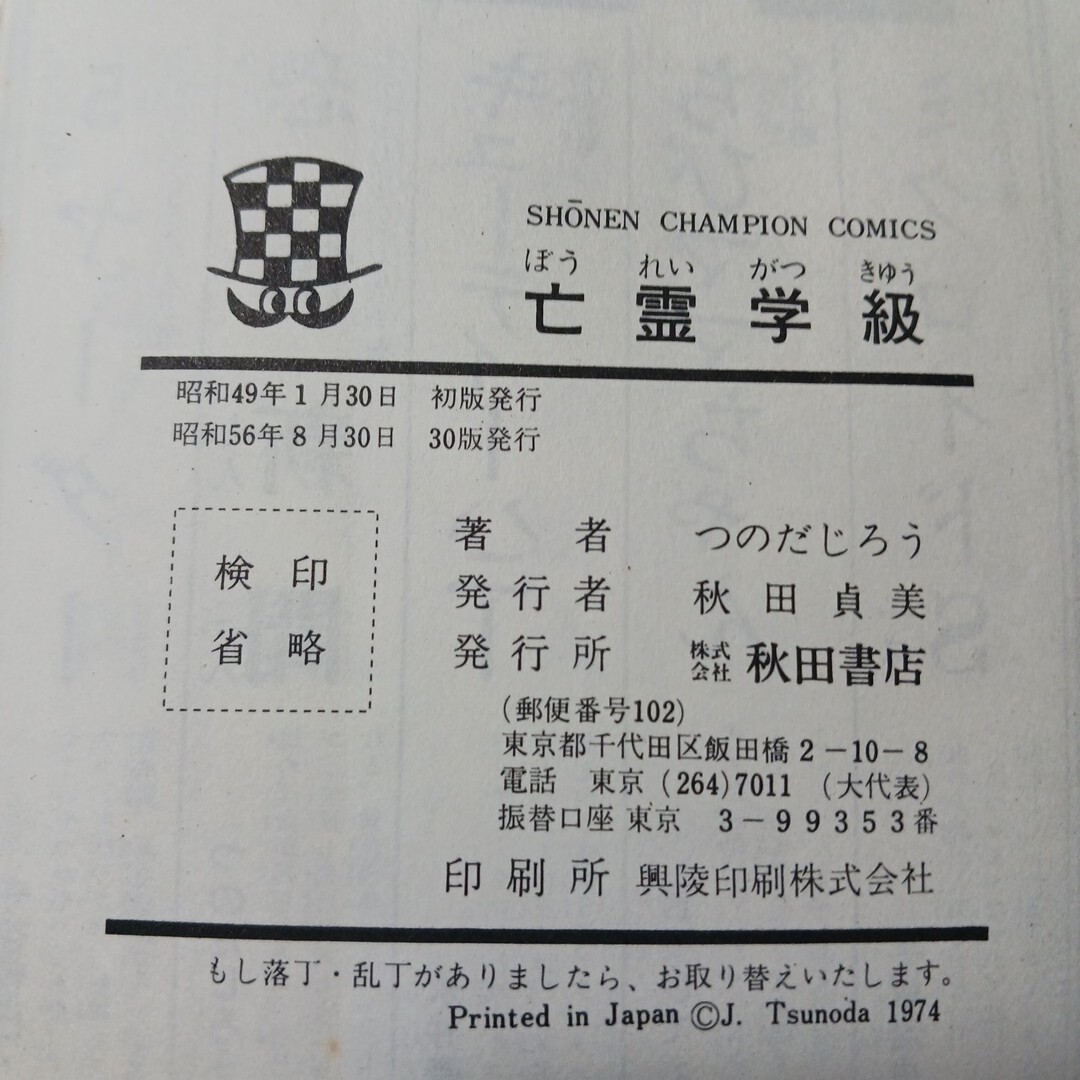 SHŌNEN CHAMPION COMICS
ぼう れい がつ きゆう
亡霊学級
昭和49年1月30日 初版発行
昭和56年8月30日 30版発行
検印
省略
著者 つのだじろう
発行者 秋田貞美
発行所 株式会社 秋田書店
(郵便番号102)
東京都千代田区飯田橋2-10-8
電話 東京(264)7011 (大代表)
振替口座 東京 3-99353番
印刷所 興陵印刷株式会社
もし落丁・乱丁がありましたら、お取り替えいたします。
Printed in Japan ©J. Tsunoda 1974